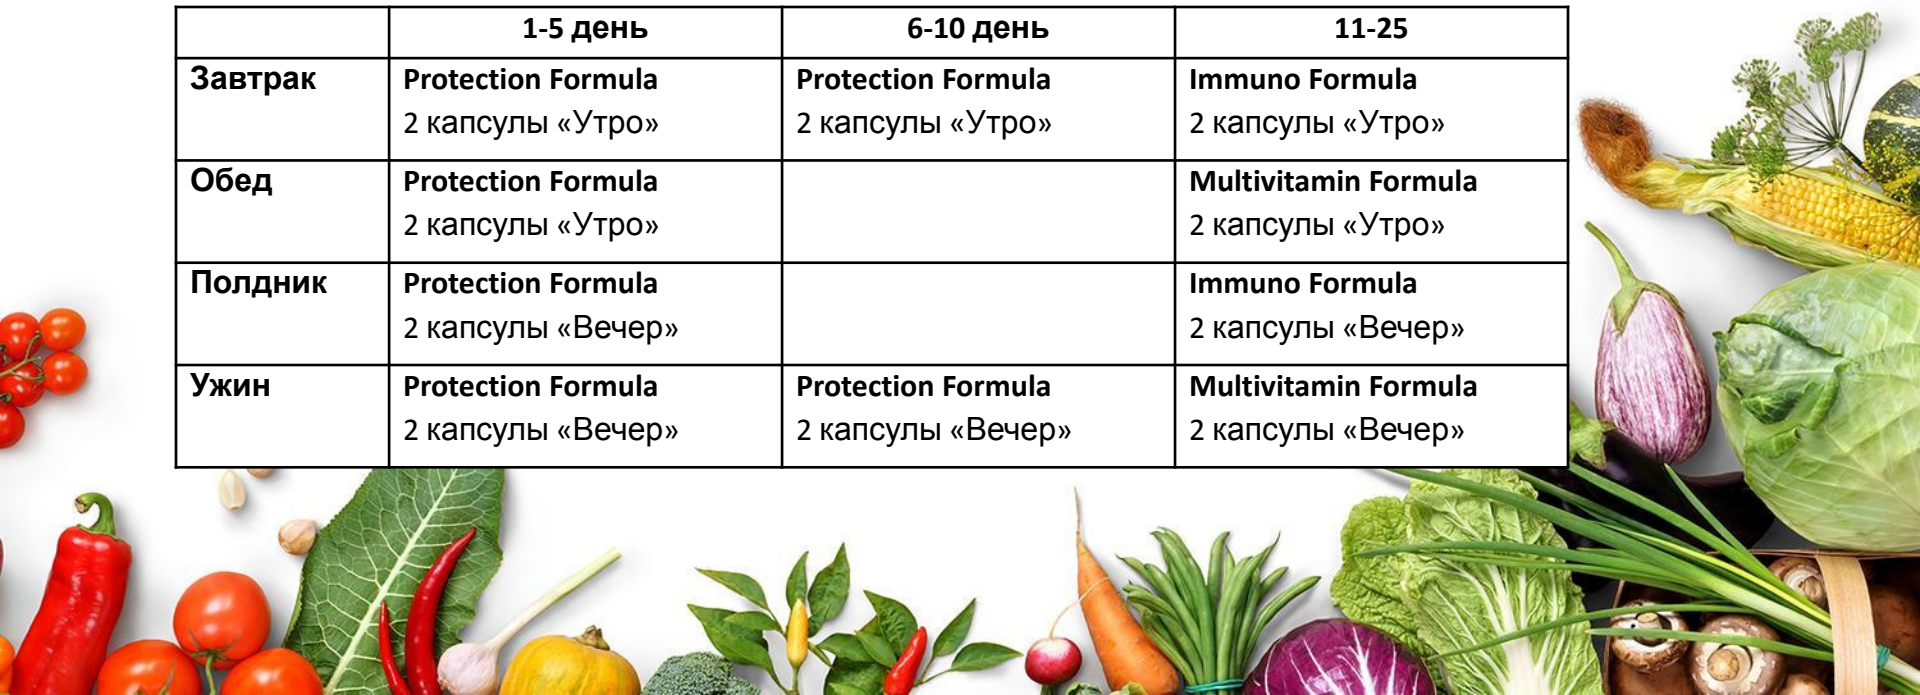 1-5 день 6-10 день 11-25
Завтрак Protection Formula Protection Formula Immuno Formula
2 капсулы «Утро» 2 капсулы «Утро» 2 капсулы «Утро»
Обед Protection Formula Multivitamin Formula
2 капсулы «Утро» 2 капсулы «Утро»
Полдник Protection Formula Immuno Formula
2 капсулы «Вечер» 2 капсулы «Вечер»
Ужин Protection Formula Protection Formula Multivitamin Formula
2 капсулы «Вечер» 2 капсулы «Вечер» 2 капсулы «Вечер»